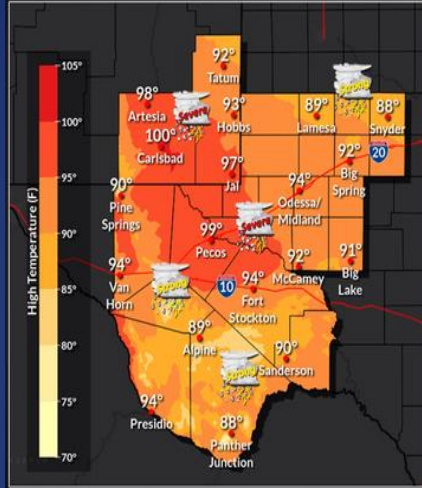 High Temperature (F)
105°
100°
95°
90°
85°
80°
75°
70°
92°
Tatum
98°
Artesia
Severe
93°
Hobbs
Strong
89°
Lamesa
88°
Snyder
100°
Carlsbad
20
92°
Big
Spring
97°
Jal
94°
Odessa/
Midland
90°
Pine
Springs
Severe
99°
Pecos
92°
McCamey
91°
Big
Lake
94°
Van
Horn
Strong
10
94°
Fort
Stockton
89°
Alpine
Strong
90°
Sanderson
94°
Presidio
88°
Panther
Junction